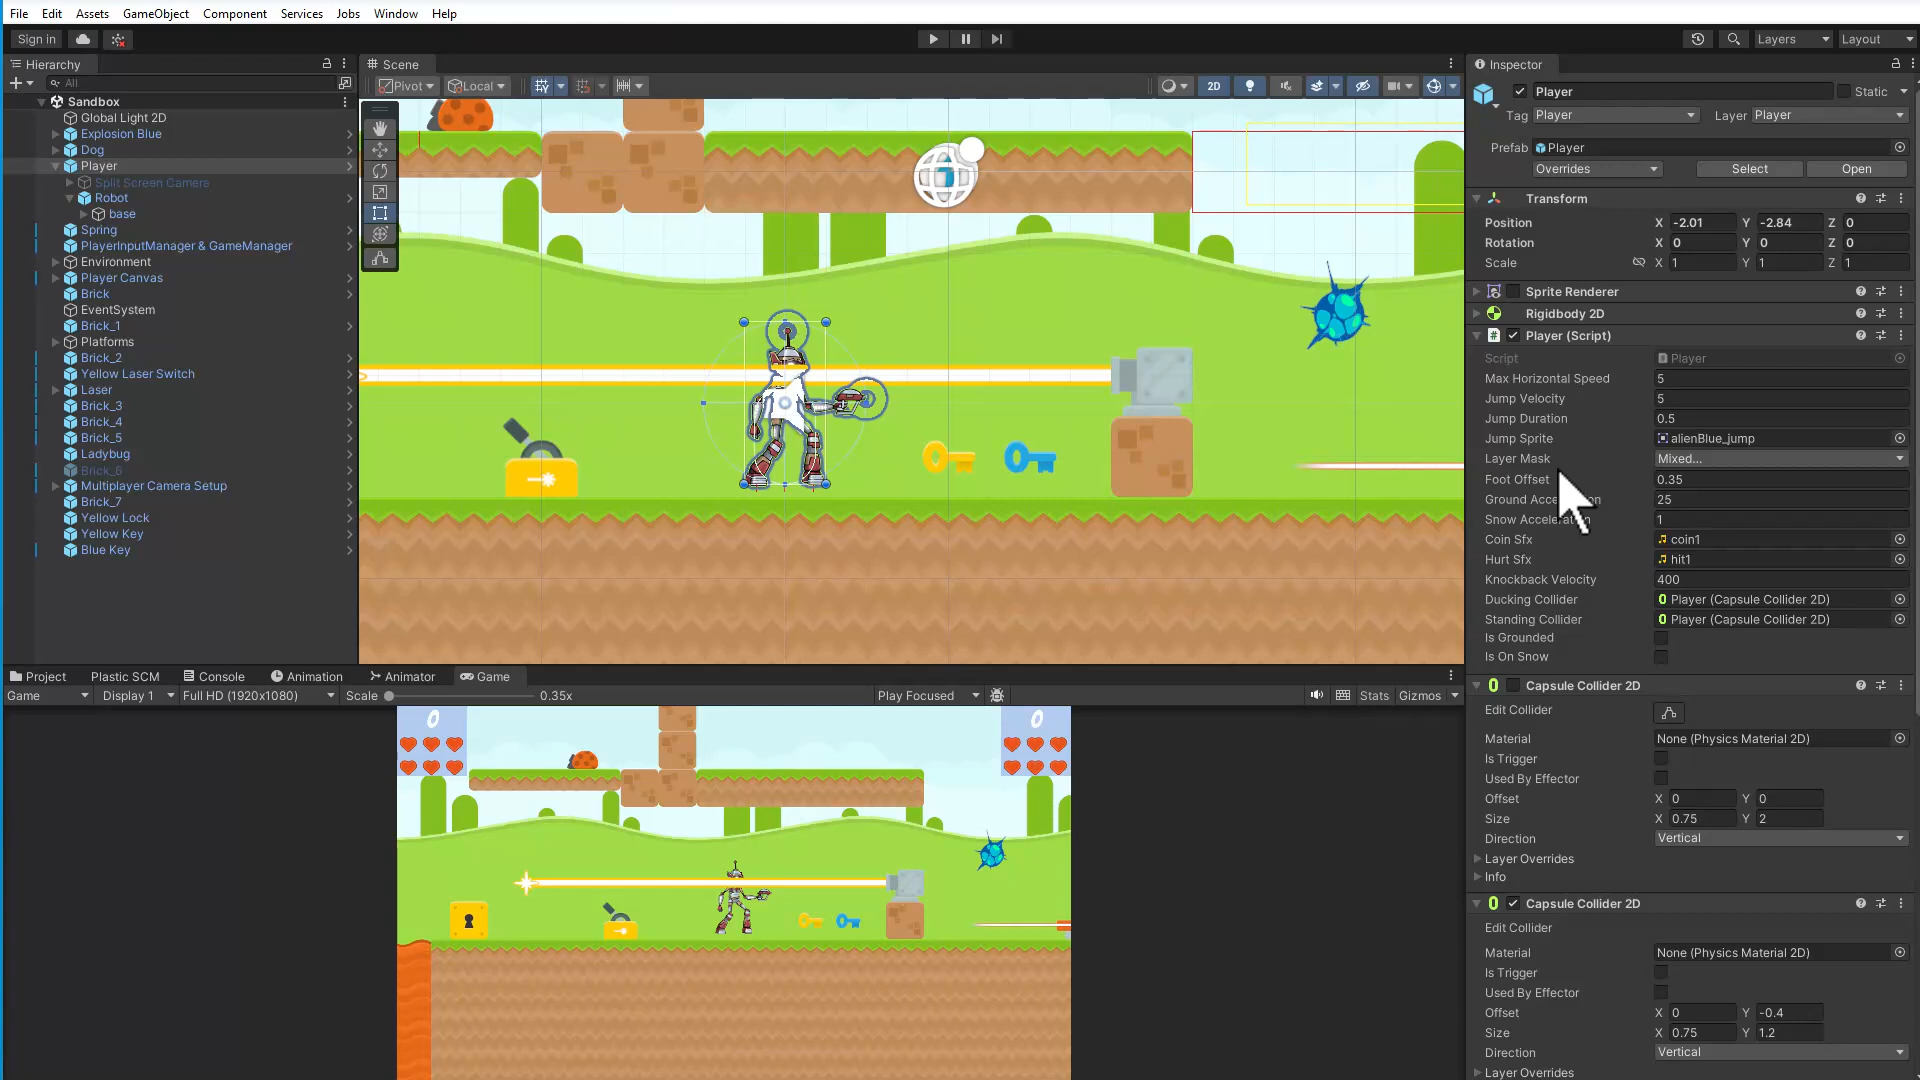 File Edit Assets GameObject Component Services Jobs Window Help
Sign in
Layers
Layout
Hierarchy
All
Sandbox
Global Light 2D
Explosion Blue
Dog
Player
Split Screen Camera
Robot
base
Spring
PlayerInputManager & GameManager
Environment
Player Canvas
Brick
EventSystem
Brick_1
Platforms
Brick_2
Yellow Laser Switch
Laser
Brick_3
Brick_4
Brick_5
Ladybug
Brick_6
Multiplayer Camera Setup
Brick_7
Yellow Lock
Yellow Key
Blue Key
Scene
Pivot Local
2D
Project Plastic SCM Console Animation Animator Game
Game Display 1 Full HD (1920x1080) Scale 0.35x Play Focused Stats Gizmos
0 0
Inspector
Player Static
Tag Player Layer Player
Prefab Player
Overrides Select Open
Transform
Position X -2.01 Y -2.84 Z 0
Rotation X 0 Y 0 Z 0
Scale X 1 Y 1 Z 1
Sprite Renderer
Rigidbody 2D
Player (Script)
Script Player
Max Horizontal Speed 5
Jump Velocity 5
Jump Duration 0.5
Jump Sprite alienBlue_jump
Layer Mask Mixed...
Foot Offset 0.35
Ground 25
Snow 1
Coin Sfx coin1
Hurt Sfx hit1
Knockback Velocity 400
Ducking Collider Player (Capsule Collider 2D)
Standing Collider Player (Capsule Collider 2D)
Is Grounded
Is On Snow
Capsule Collider 2D
Edit Collider
Material None (Physics Material 2D)
Is Trigger
Used By Effector
Offset X 0 Y 0
Size X 0.75 Y 2
Direction Vertical
Layer Overrides
Info
Capsule Collider 2D
Edit Collider
Material None (Physics Material 2D)
Is Trigger
Used By Effector
Offset X 0 Y -0.4
Size X 0.75 Y 1.2
Direction Vertical
Layer Overrides